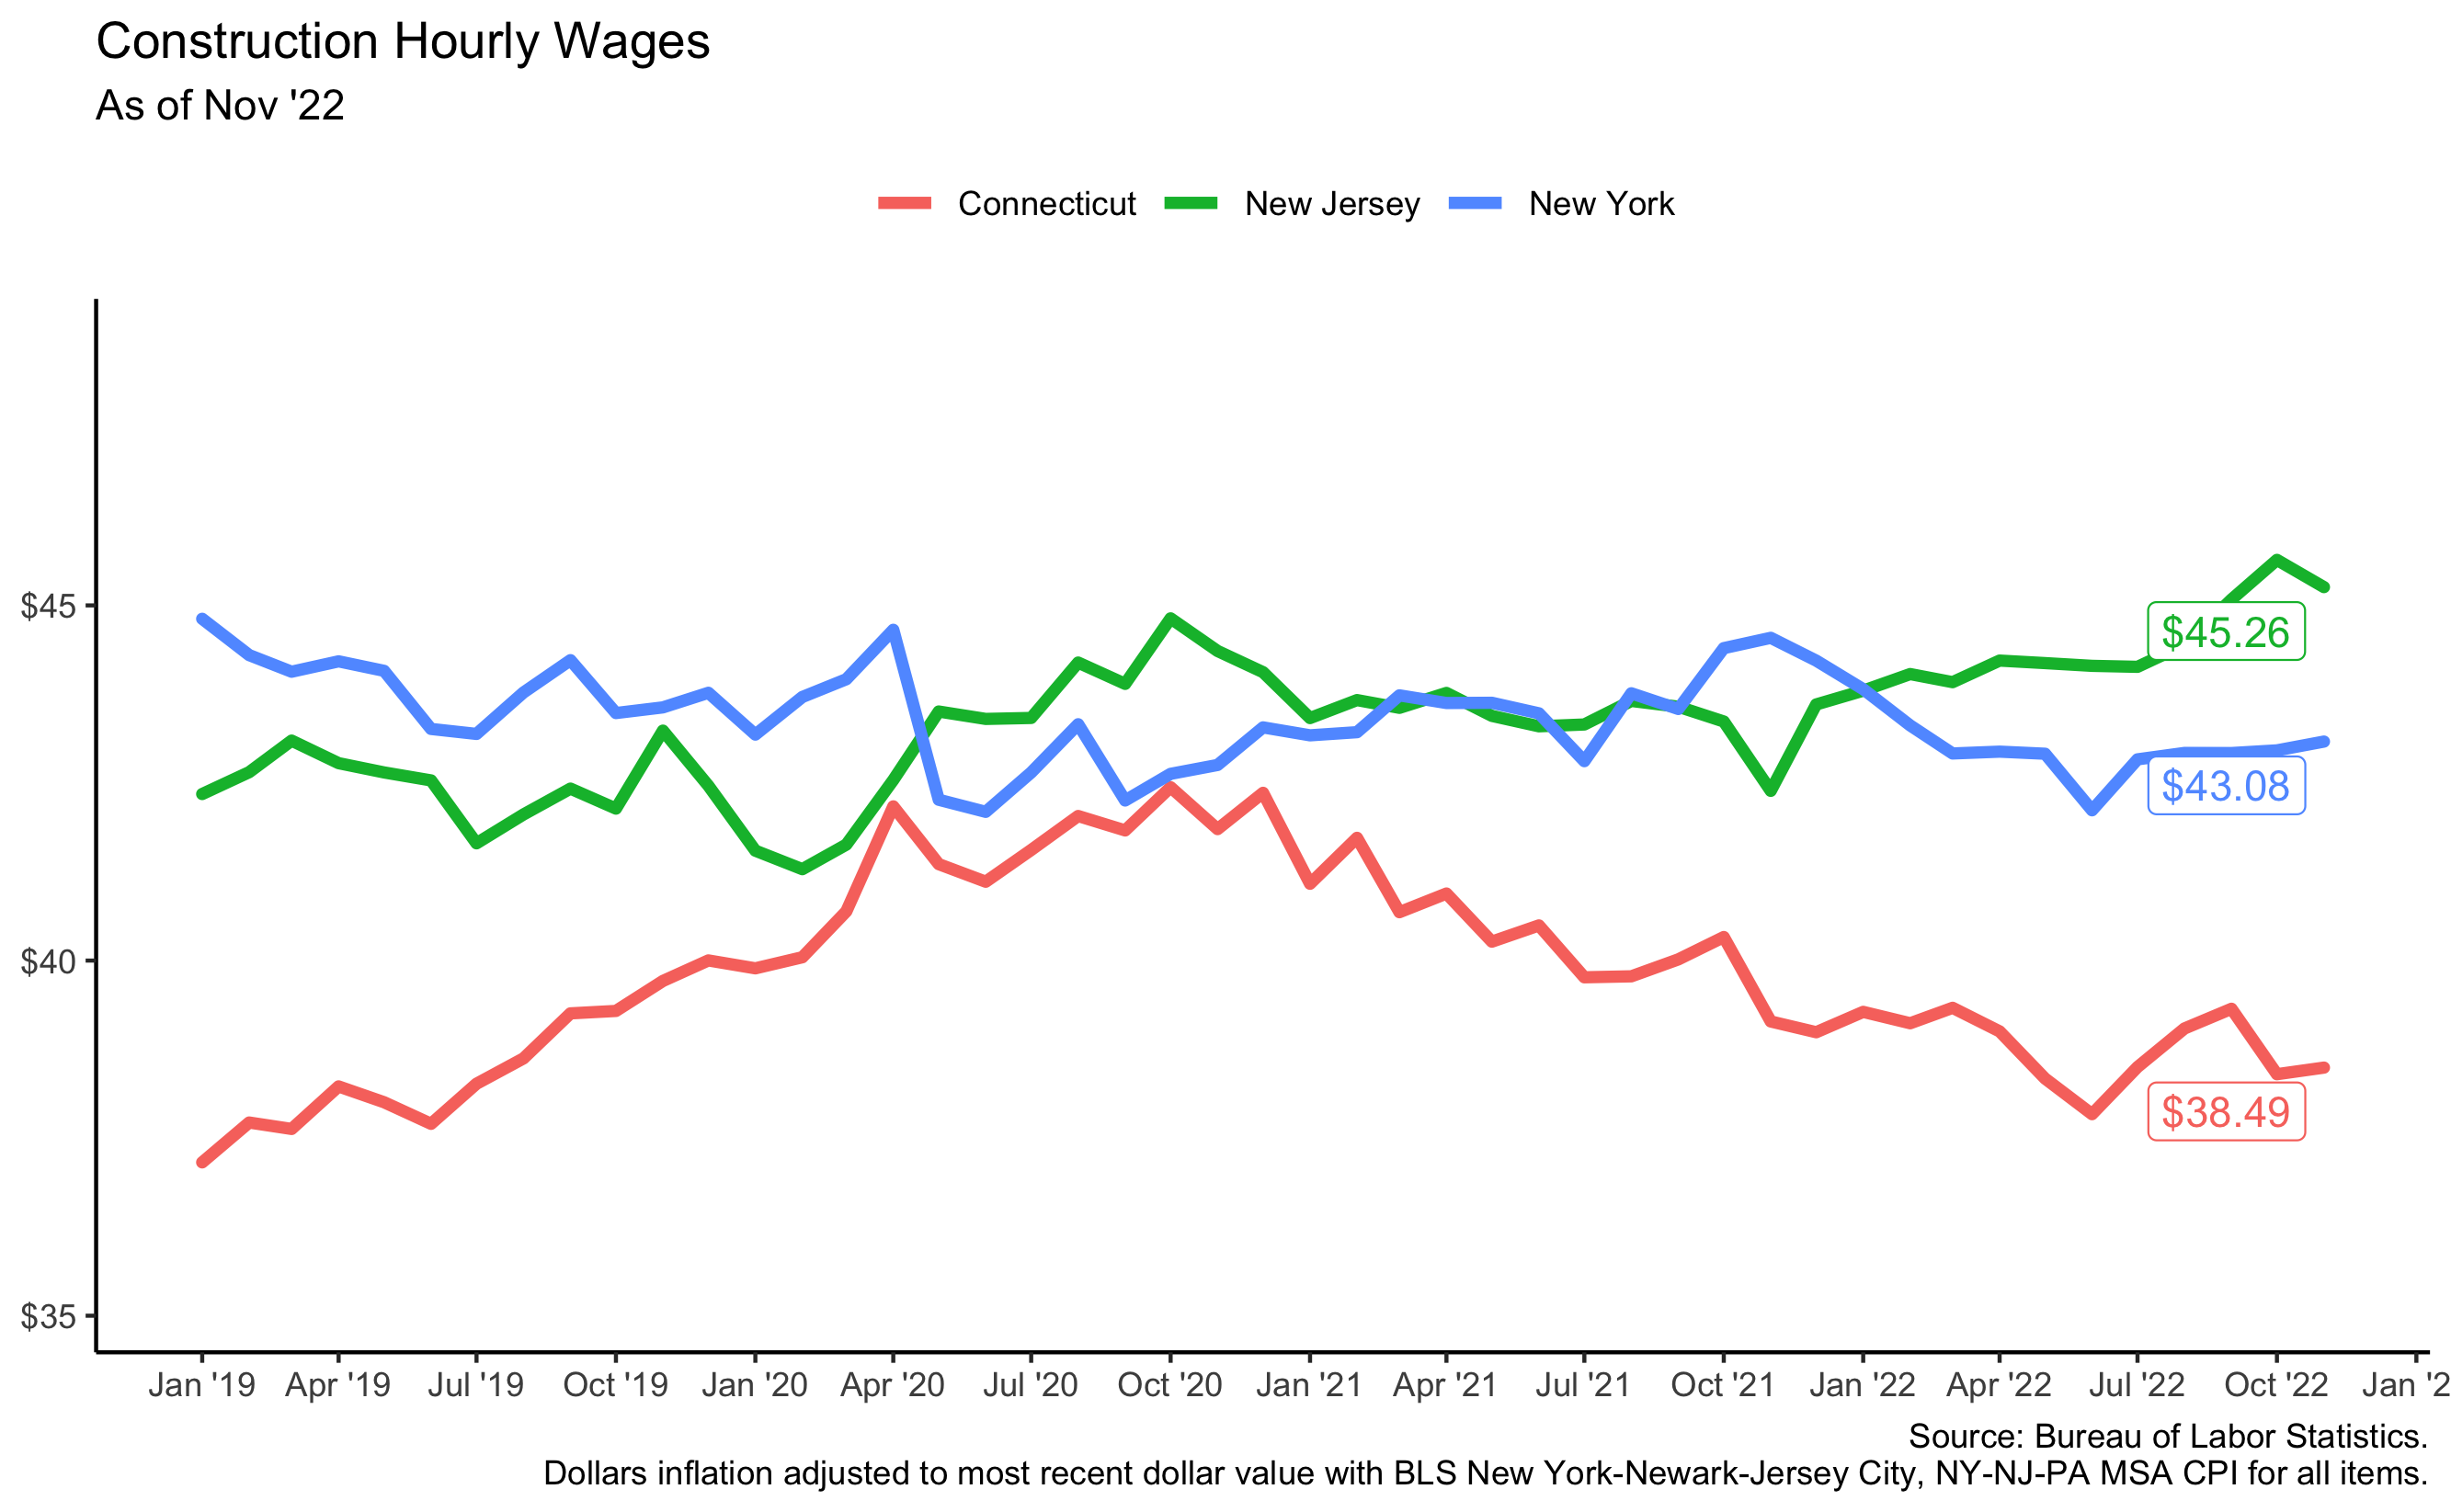 Construction Hourly Wages
As of Nov '22
Connecticut New Jersey New York
$45
$40
$35
$45.26
$43.08
$38.49
Jan '19 Apr '19 Jul '19 Oct '19 Jan '20 Apr '20 Jul '20 Oct '20 Jan '21 Apr '21 Jul '21 Oct '21 Jan '22 Apr '22 Jul '22 Oct '22 Jan '2
Source: Bureau of Labor Statistics.
Dollars inflation adjusted to most recent dollar value with BLS New York-Newark-Jersey City, NY-NJ-PA MSA CPI for all items.